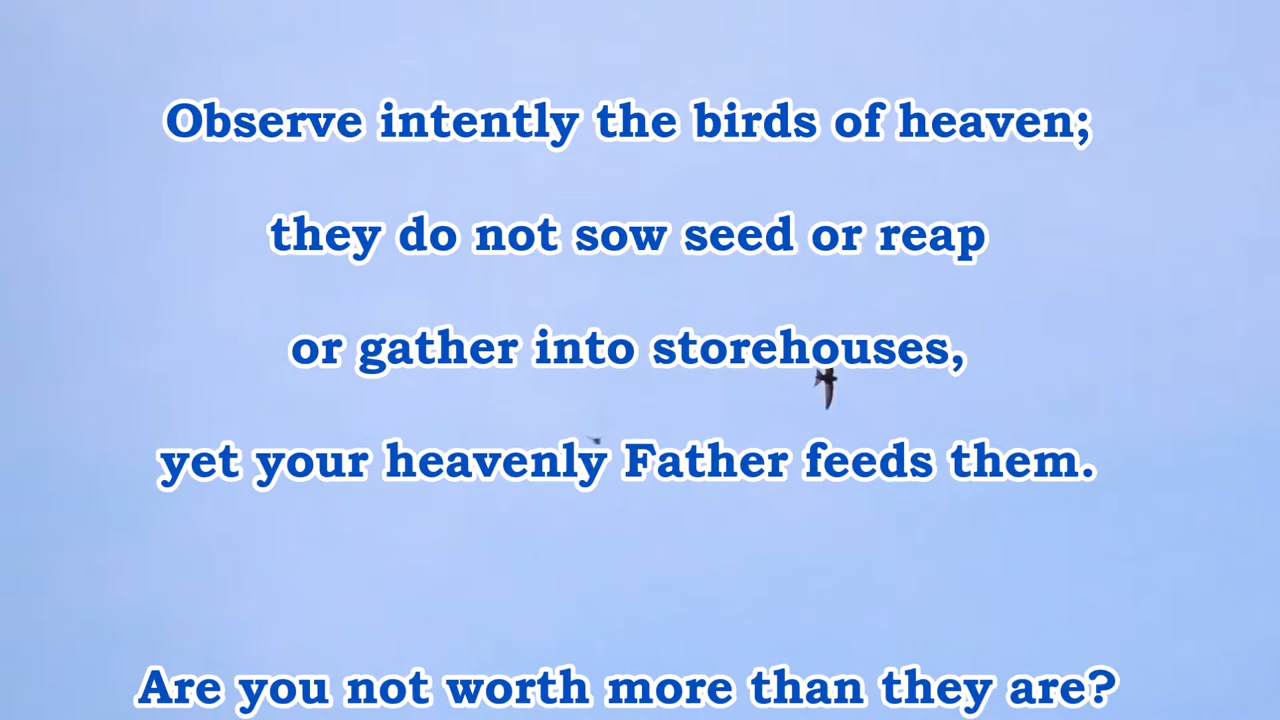 Observe intently the birds of heaven;
they do not sow seed or reap
or gather into storehouses,
yet your heavenly Father feeds them.
Are you not worth more than they are?